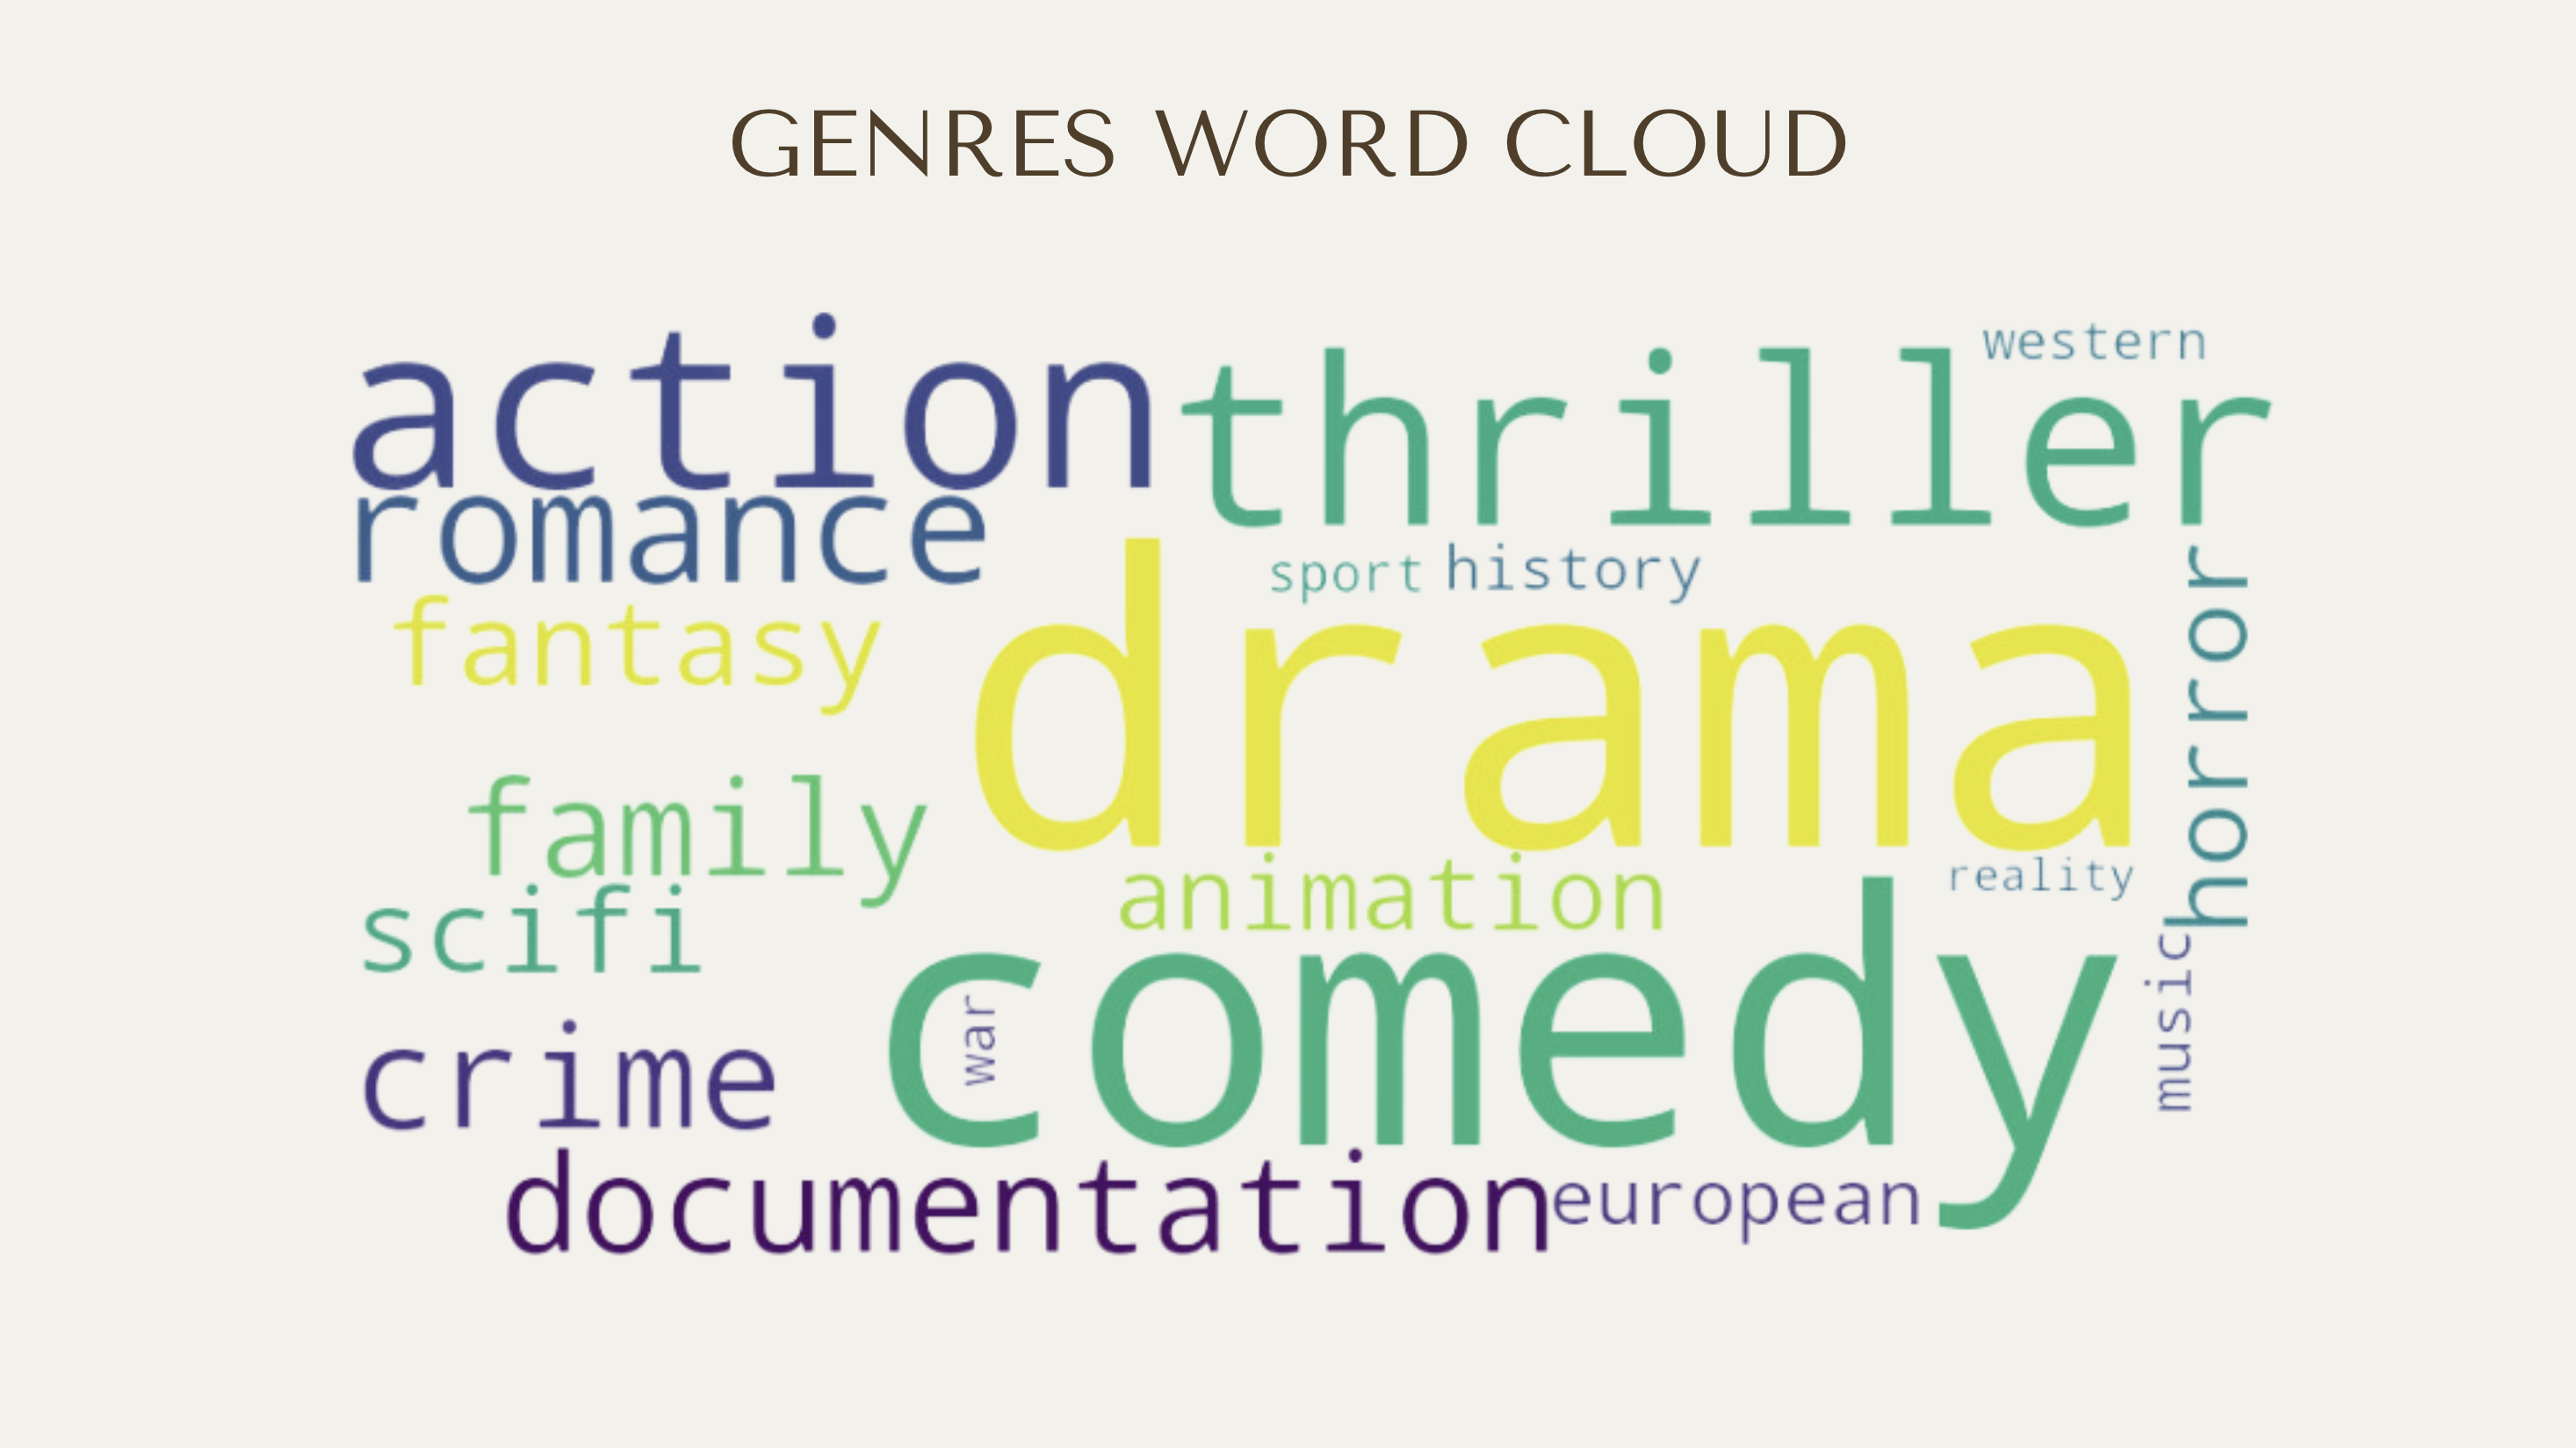 GENRES WORD CLOUD
action
thriller
western
romance
sport
history
fantasy
drama
horror
family
animation
reality
scifi
comedy
war
music
crime
documentation
european